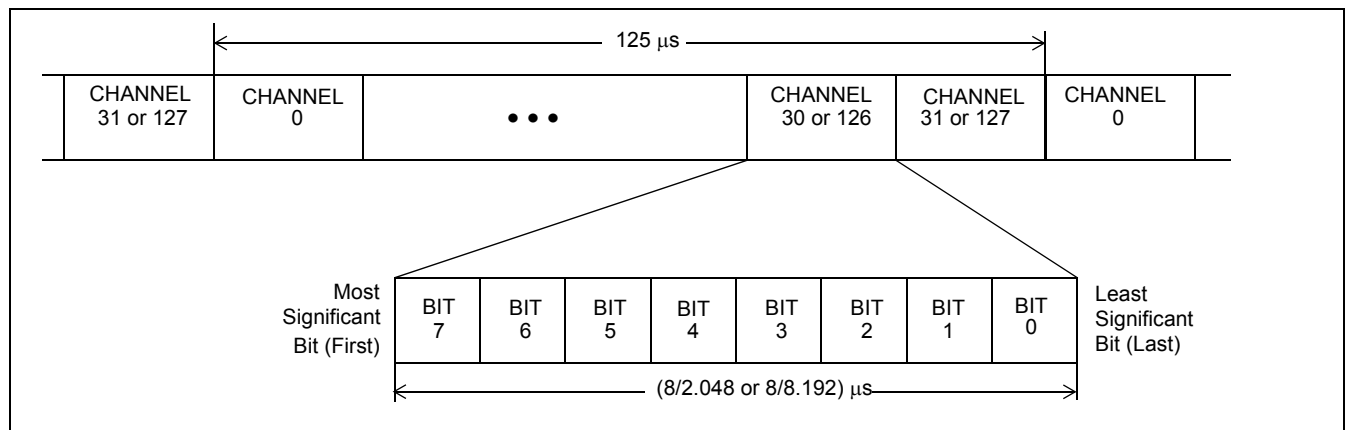 125 μs
CHANNEL
31 or 127
CHANNEL
0
•••
CHANNEL
30 or 126
CHANNEL
31 or 127
CHANNEL
0
Most
Significant
Bit (First)
BIT
7
BIT
6
BIT
5
BIT
4
BIT
3
BIT
2
BIT
1
BIT
0
Least
Significant
Bit (Last)
(8/2.048 or 8/8.192) μs